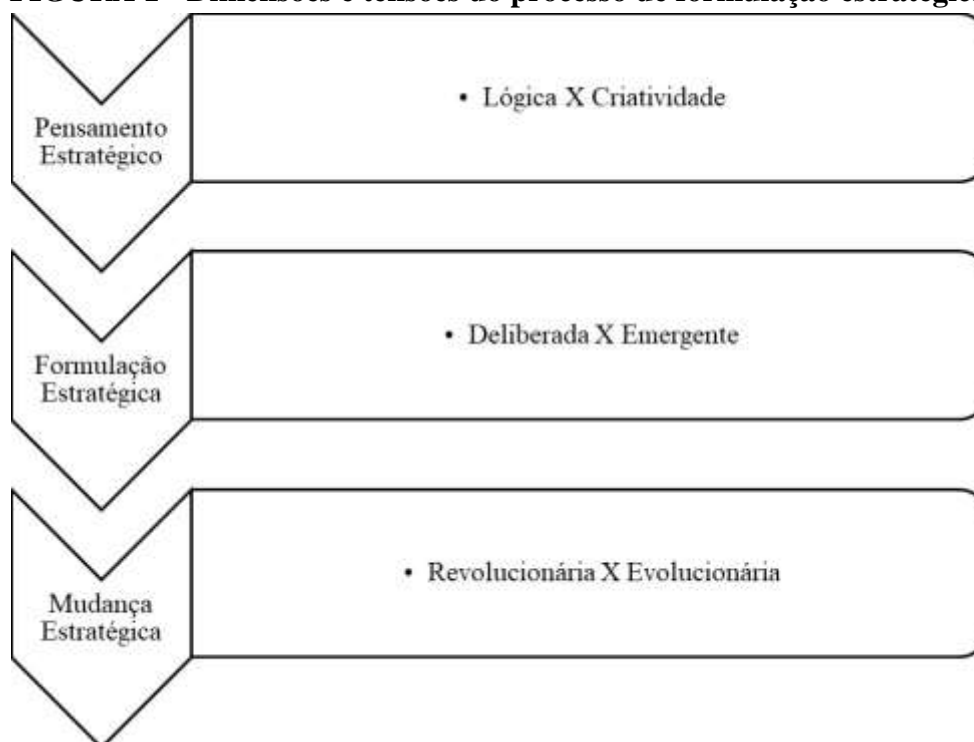 Pensamento
Estratégico
• Lógica X Criatividade
Formulação
Estratégica
• Deliberada X Emergente
Mudança
Estratégica
• Revolucionária X Evolucionária